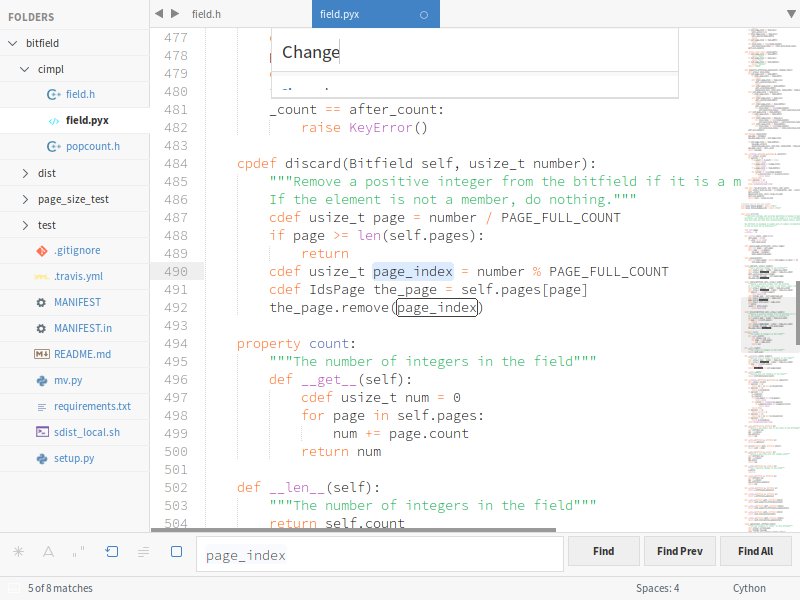 FOLDERS
bitfield
cimpl
field.h
field.pyx
popcount.h
dist
page_size_test
test
.gitignore
.travis.yml
MANIFEST
MANIFEST.in
README.md
mv.py
requirements.txt
sdist_local.sh
setup.py
field.h
field.pyx
Change
477
478
479
480
481 _count == after_count:
482 raise KeyError()
483
484 cpdef discard(Bitfield self, usize_t number):
485 """Remove a positive integer from the bitfield if it is a m
486 If the element is not a member, do nothing."""
487 cdef usize_t page = number / PAGE_FULL_COUNT
488 if page >= len(self.pages):
489 return
490 cdef usize_t page_index = number % PAGE_FULL_COUNT
491 cdef IdsPage the_page = self.pages[page]
492 the_page.remove(page_index)
493
494 property count:
495 """The number of integers in the field"""
496 def __get__(self):
497 cdef usize_t num = 0
498 for page in self.pages:
499 num += page.count
500 return num
501
502 def __len__(self):
503 """The number of integers in the field"""
504 return self.count
page_index
Find
Find Prev
Find All
5 of 8 matches
Spaces: 4
Cython